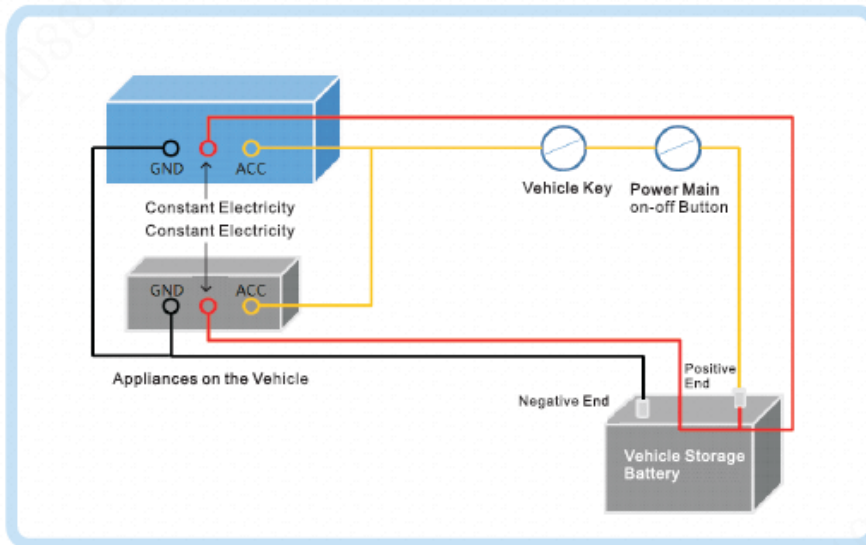 GND ACC
Constant Electricity
Constant Electricity
GND ACC
Appliances on the Vehicle
Vehicle Key
Power Main
on-off Button
Negative End
Positive
End
Vehicle Storage
Battery